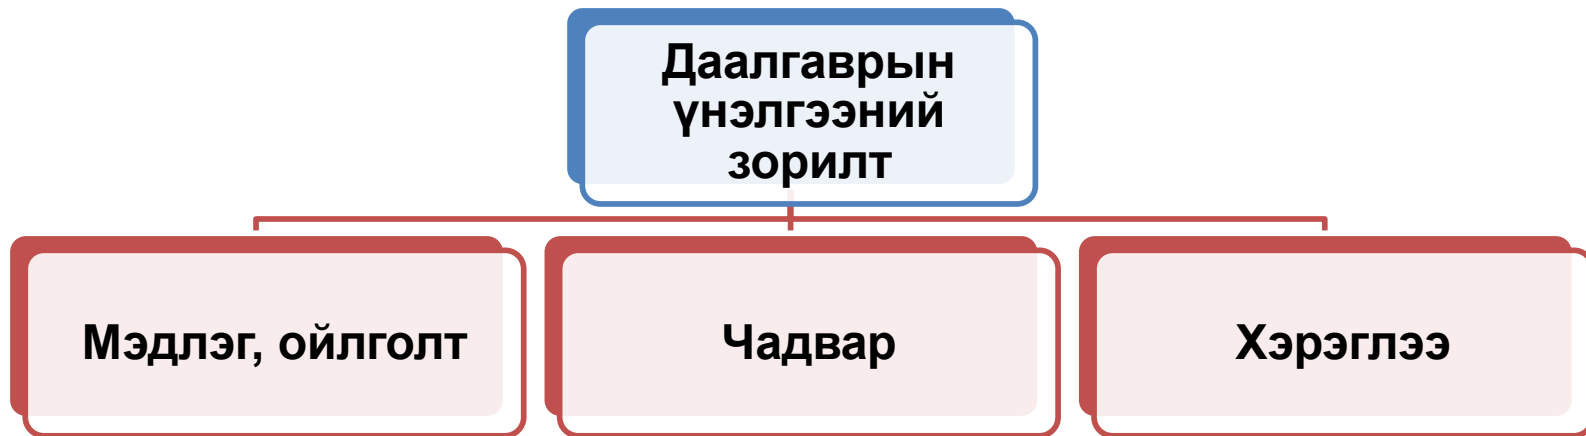 Даалгаврын
үнэлгээний
зорилт
Мэдлэг, ойлголт
Чадвар
Хэрэглээ